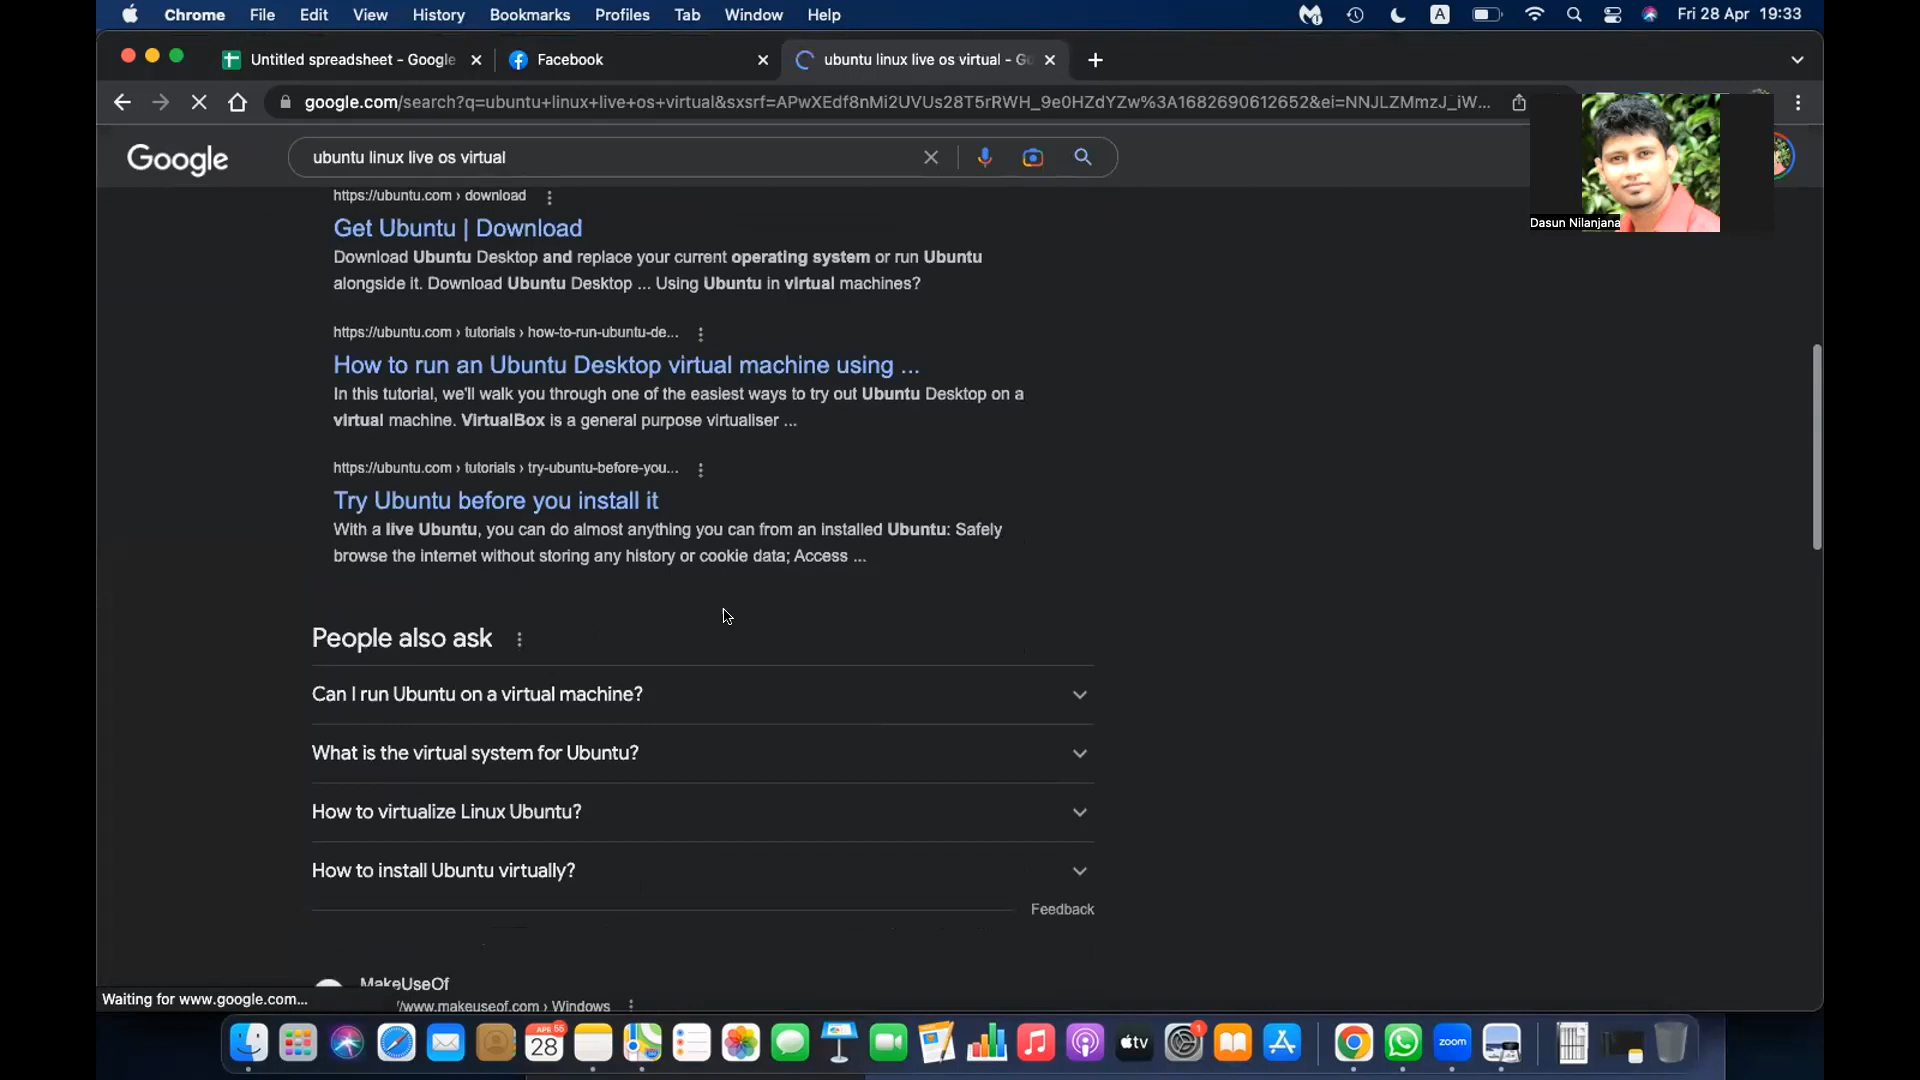 Chrome File Edit View History Bookmarks Profiles Tab Window Help
A Fri 28 Apr 19:33
Untitled spreadsheet - Google
Facebook
ubuntu linux live os virtual - Go
google.com/search?q=ubuntu+linux+live+os+virtual&sxsrf=APwXEdf8nMi2UVUs28T5rRWH_9e0HZdYZw%3A1682690612652&ei=NNJLZMmzJ_iW...
Google
ubuntu linux live os virtual
Dasun Nilanjana
https://ubuntu.com › download
Get Ubuntu | Download
Download Ubuntu Desktop and replace your current operating system or run Ubuntu
alongside it. Download Ubuntu Desktop ... Using Ubuntu in virtual machines?
https://ubuntu.com › tutorials › how-to-run-ubuntu-de...
How to run an Ubuntu Desktop virtual machine using ...
In this tutorial, we'll walk you through one of the easiest ways to try out Ubuntu Desktop on a
virtual machine. VirtualBox is a general purpose virtualiser ...
https://ubuntu.com › tutorials › try-ubuntu-before-you...
Try Ubuntu before you install it
With a live Ubuntu, you can do almost anything you can from an installed Ubuntu: Safely
browse the internet without storing any history or cookie data; Access ...
People also ask
Can I run Ubuntu on a virtual machine?
What is the virtual system for Ubuntu?
How to virtualize Linux Ubuntu?
How to install Ubuntu virtually?
Feedback
MakeUseOf
//www.makeuseof.com › Windows
Waiting for www.google.com...
APR
28
tv
1
zoom